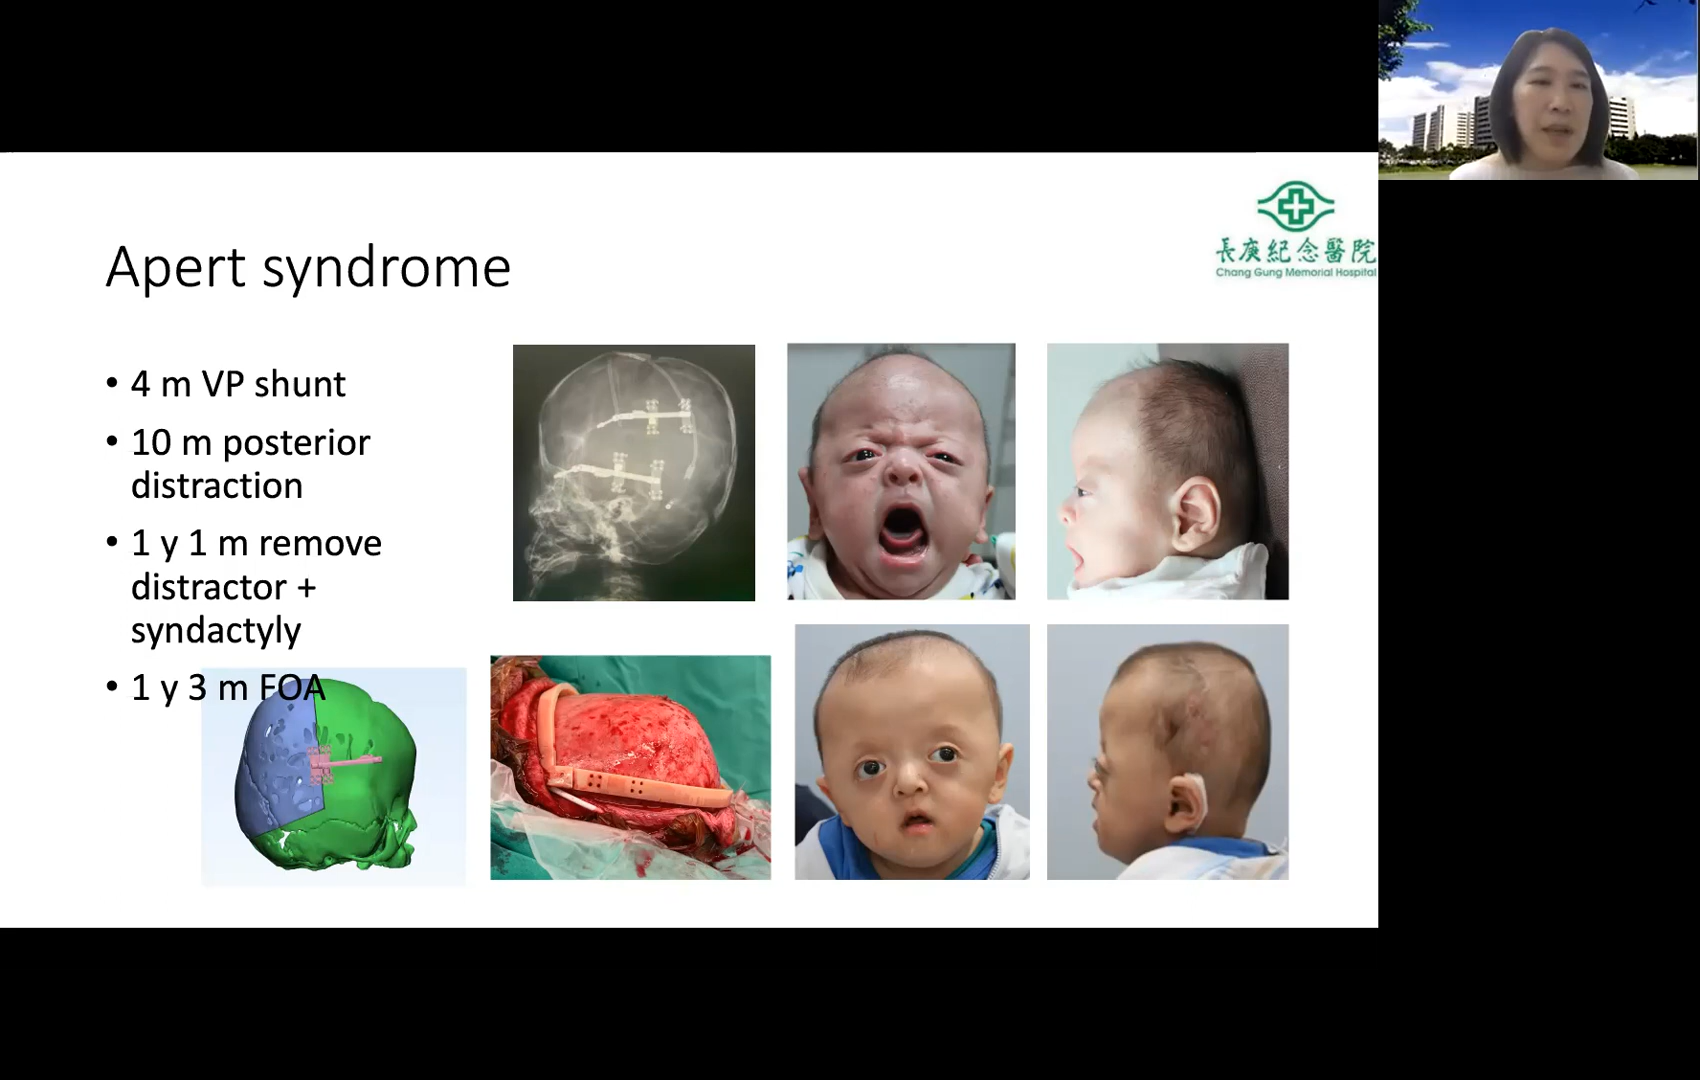 長庚紀念醫院
Chang Gung Memorial Hospital
Apert syndrome
• 4 m VP shunt
• 10 m posterior
distraction
• 1 y 1 m remove
distractor +
syndactyly
• 1 y 3 m FOA